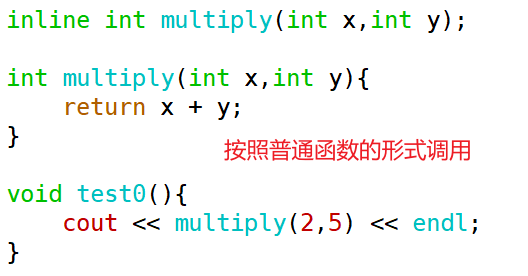 inline int multiply(int x,int y);
int multiply(int x,int y){
    return x + y;
}
按照普通函数的形式调用
void test0(){
    cout << multiply(2,5) << endl;
}